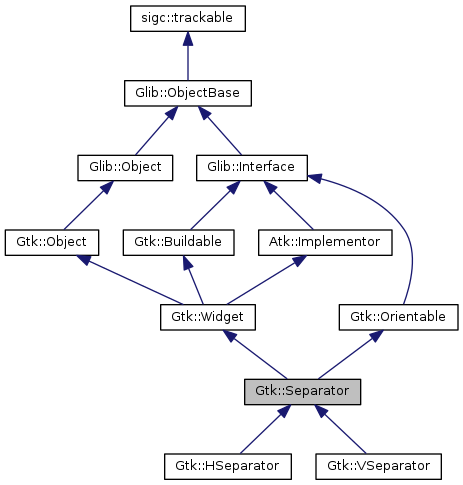 sigc::trackable
Glib::ObjectBase
Glib::Object
Glib::Interface
Gtk::Object
Gtk::Buildable
Atk::Implementor
Gtk::Widget
Gtk::Orientable
Gtk::Separator
Gtk::HSeparator
Gtk::VSeparator